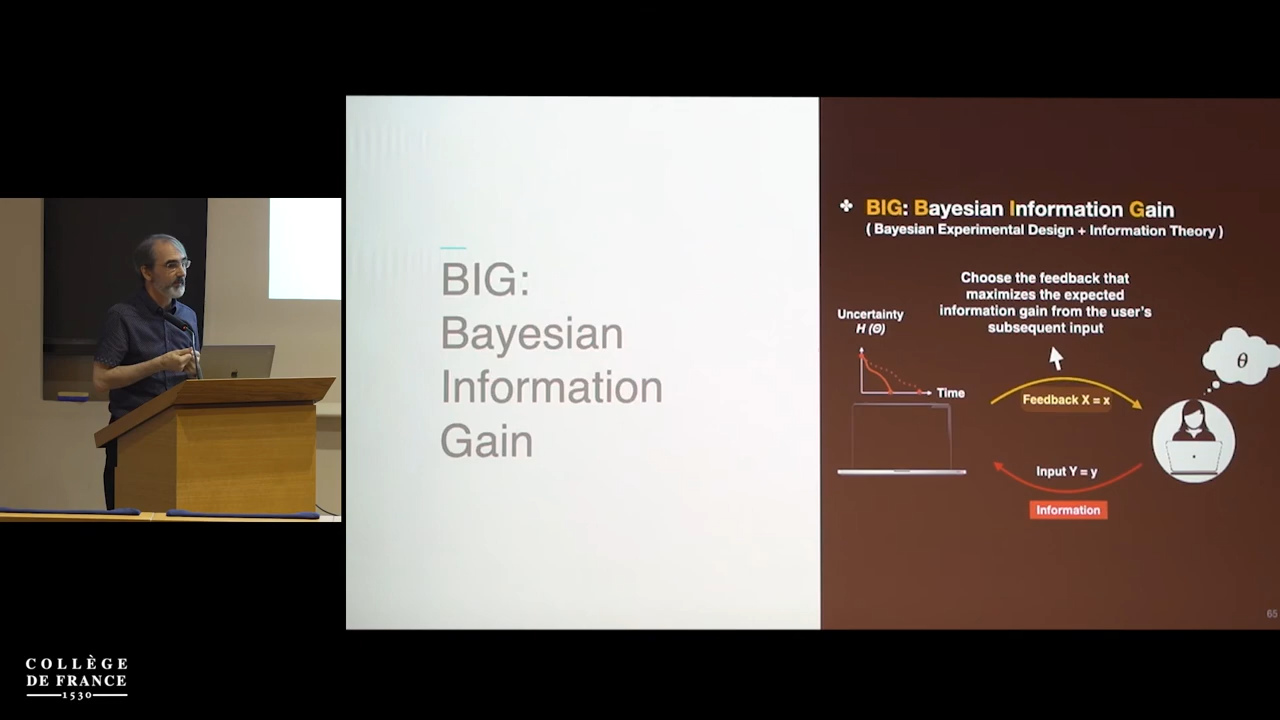 BIG:
Bayesian
Information
Gain
✤ BIG: Bayesian Information Gain
( Bayesian Experimental Design + Information Theory )
Choose the feedback that
maximizes the expected
information gain from the user's
subsequent input
Uncertainty
H (Θ)
Time
θ
Feedback X = x
Input Y = y
Information
65
COLLÈGE
DE FRANCE
1530